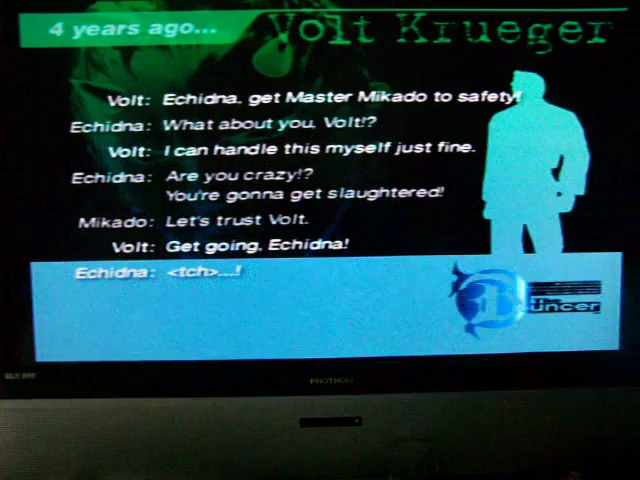 4 years ago...
Volt Krueger
Volt: Echidna, get Master Mikado to safety!
Echidna: What about you, Volt!?
Volt: I can handle this myself just fine.
Echidna: Are you crazy!?
You're gonna get slaughtered!
Mikado: Let's trust Volt.
Volt: Get going, Echidna!
Echidna: <tch>...!
The
uncer
PROTRON